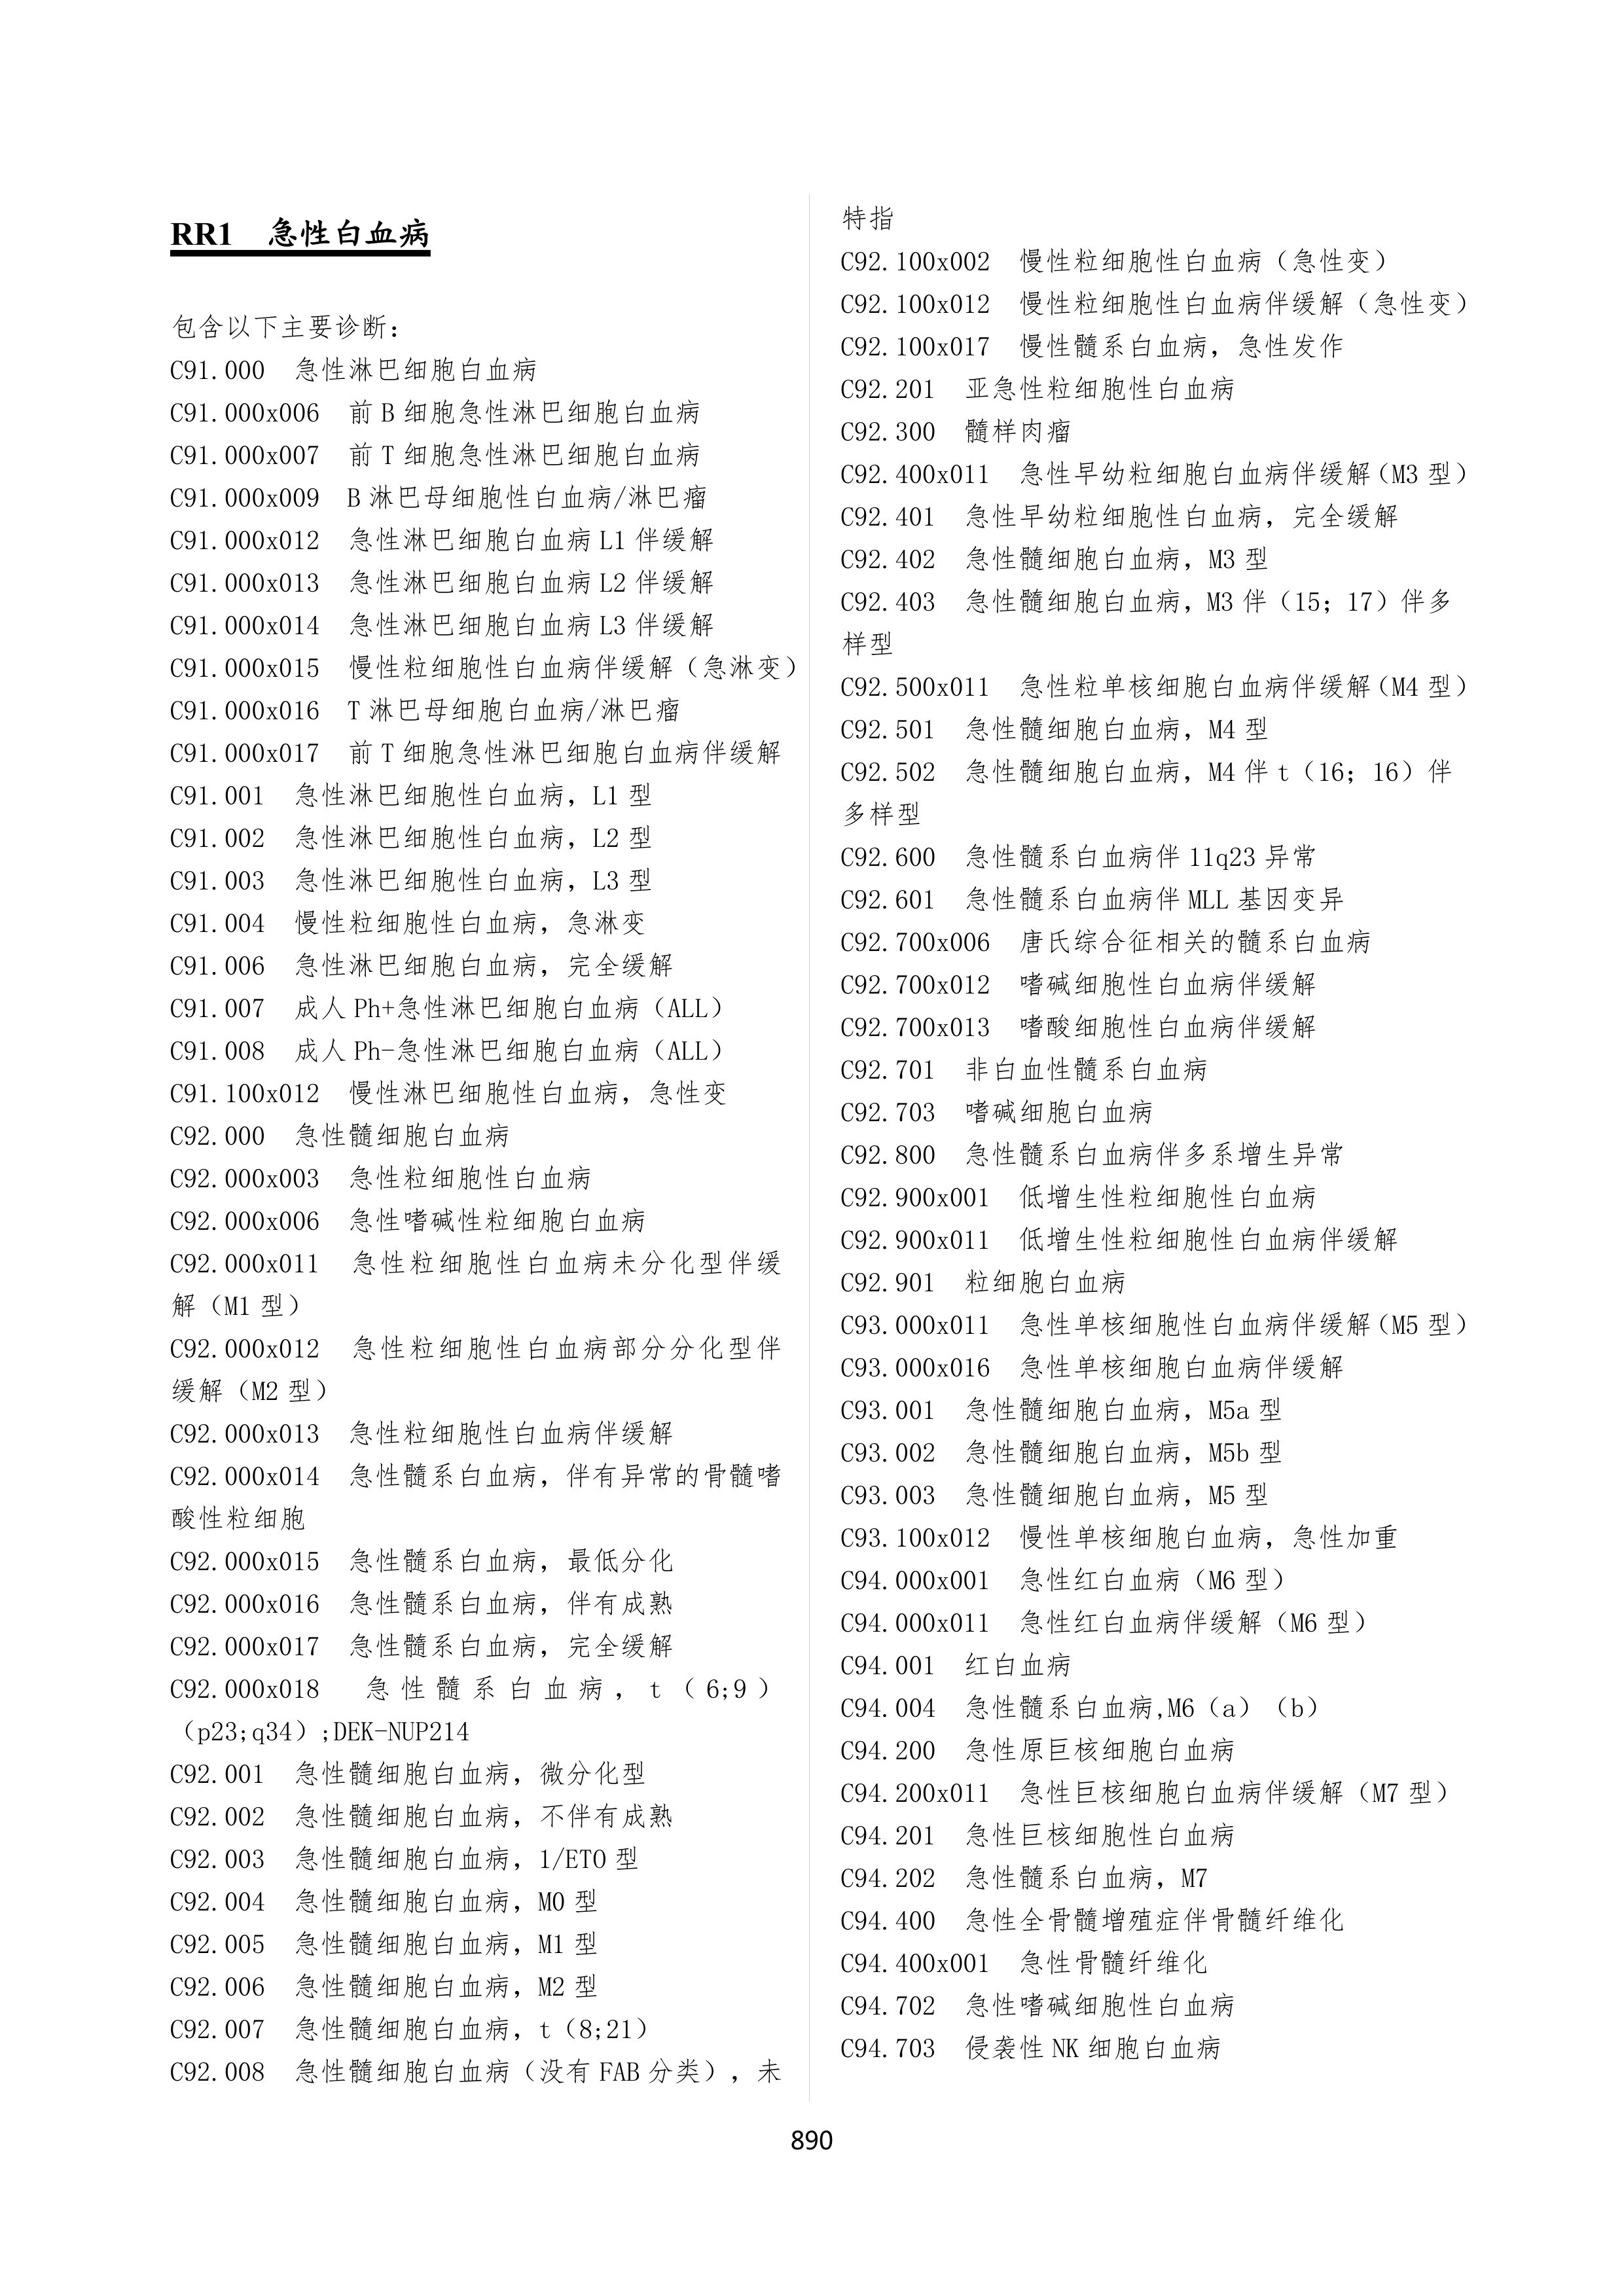 RR1 急性白血病
包含以下主要诊断：
C91.000 急性淋巴细胞白血病
C91.000x006 前 B 细胞急性淋巴细胞白血病
C91.000x007 前 T 细胞急性淋巴细胞白血病
C91.000x009 B 淋巴母细胞性白血病/淋巴瘤
C91.000x012 急性淋巴细胞白血病 L1 伴缓解
C91.000x013 急性淋巴细胞白血病 L2 伴缓解
C91.000x014 急性淋巴细胞白血病 L3 伴缓解
C91.000x015 慢性粒细胞性白血病伴缓解（急淋变）
C91.000x016 T 淋巴母细胞白血病/淋巴瘤
C91.000x017 前 T 细胞急性淋巴细胞白血病伴缓解
C91.001 急性淋巴细胞性白血病，L1 型
C91.002 急性淋巴细胞性白血病，L2 型
C91.003 急性淋巴细胞性白血病，L3 型
C91.004 慢性粒细胞性白血病，急淋变
C91.006 急性淋巴细胞白血病，完全缓解
C91.007 成人 Ph+急性淋巴细胞白血病（ALL）
C91.008 成人 Ph-急性淋巴细胞白血病（ALL）
C91.100x012 慢性淋巴细胞性白血病，急性变
C92.000 急性髓细胞白血病
C92.000x003 急性粒细胞性白血病
C92.000x006 急性嗜碱性粒细胞白血病
C92.000x011 急性粒细胞性白血病未分化型伴缓
解（M1 型）
C92.000x012 急性粒细胞性白血病部分分化型伴
缓解（M2 型）
C92.000x013 急性粒细胞性白血病伴缓解
C92.000x014 急性髓系白血病，伴有异常的骨髓嗜
酸性粒细胞
C92.000x015 急性髓系白血病，最低分化
C92.000x016 急性髓系白血病，伴有成熟
C92.000x017 急性髓系白血病，完全缓解
C92.000x018 急性髓系白血病，t（6;9）
（p23;q34）;DEK-NUP214
C92.001 急性髓细胞白血病，微分化型
C92.002 急性髓细胞白血病，不伴有成熟
C92.003 急性髓细胞白血病，1/ETO 型
C92.004 急性髓细胞白血病，M0 型
C92.005 急性髓细胞白血病，M1 型
C92.006 急性髓细胞白血病，M2 型
C92.007 急性髓细胞白血病，t（8;21）
C92.008 急性髓细胞白血病（没有 FAB 分类），未
特指
C92.100x002 慢性粒细胞性白血病（急性变）
C92.100x012 慢性粒细胞性白血病伴缓解（急性变）
C92.100x017 慢性髓系白血病，急性发作
C92.201 亚急性粒细胞性白血病
C92.300 髓样肉瘤
C92.400x011 急性早幼粒细胞白血病伴缓解（M3 型）
C92.401 急性早幼粒细胞性白血病，完全缓解
C92.402 急性髓细胞白血病，M3 型
C92.403 急性髓细胞白血病，M3 伴（15；17）伴多
样型
C92.500x011 急性粒单核细胞白血病伴缓解（M4 型）
C92.501 急性髓细胞白血病，M4 型
C92.502 急性髓细胞白血病，M4 伴 t（16；16）伴
多样型
C92.600 急性髓系白血病伴 11q23 异常
C92.601 急性髓系白血病伴 MLL 基因变异
C92.700x006 唐氏综合征相关的髓系白血病
C92.700x012 嗜碱细胞性白血病伴缓解
C92.700x013 嗜酸细胞性白血病伴缓解
C92.701 非白血性髓系白血病
C92.703 嗜碱细胞白血病
C92.800 急性髓系白血病伴多系增生异常
C92.900x001 低增生性粒细胞性白血病
C92.900x011 低增生性粒细胞性白血病伴缓解
C92.901 粒细胞白血病
C93.000x011 急性单核细胞性白血病伴缓解（M5 型）
C93.000x016 急性单核细胞白血病伴缓解
C93.001 急性髓细胞白血病，M5a 型
C93.002 急性髓细胞白血病，M5b 型
C93.003 急性髓细胞白血病，M5 型
C93.100x012 慢性单核细胞白血病，急性加重
C94.000x001 急性红白血病（M6 型）
C94.000x011 急性红白血病伴缓解（M6 型）
C94.001 红白血病
C94.004 急性髓系白血病,M6（a）（b）
C94.200 急性原巨核细胞白血病
C94.200x011 急性巨核细胞白血病伴缓解（M7 型）
C94.201 急性巨核细胞性白血病
C94.202 急性髓系白血病，M7
C94.400 急性全骨髓增殖症伴骨髓纤维化
C94.400x001 急性骨髓纤维化
C94.702 急性嗜碱细胞性白血病
C94.703 侵袭性 NK 细胞白血病
890